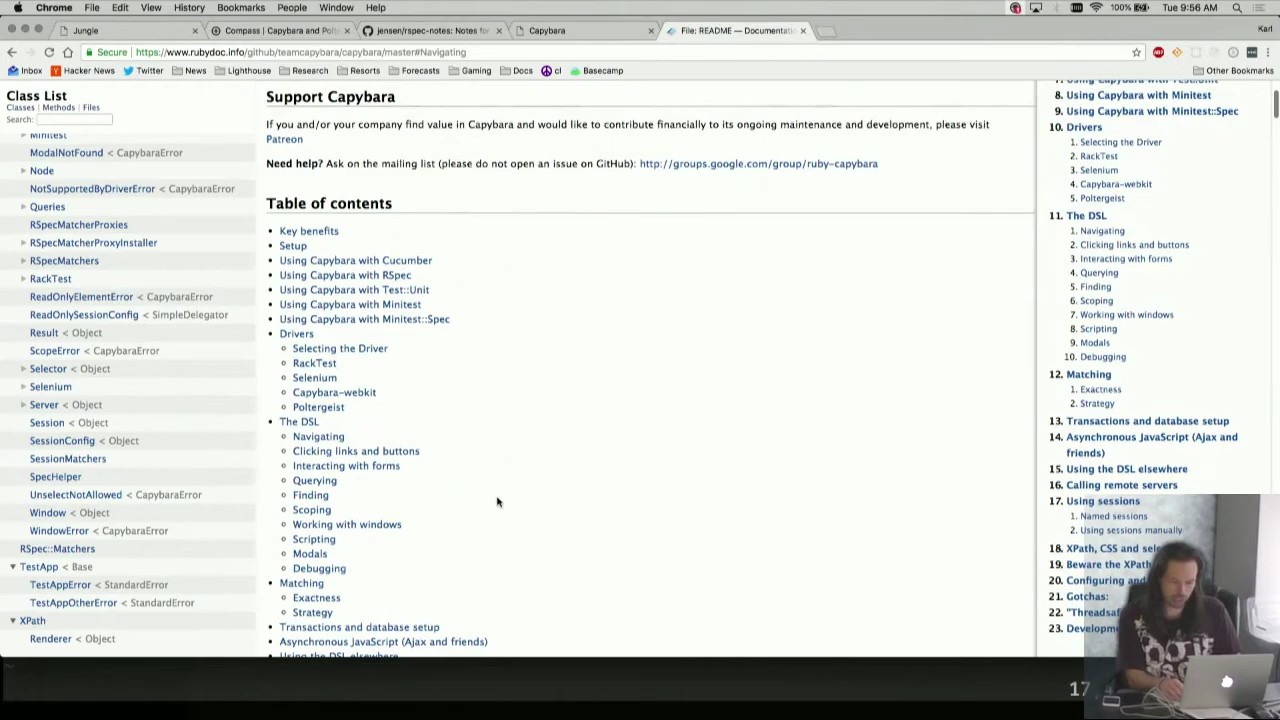 Chrome File Edit View History Bookmarks People Window Help 100% Tue 9:56 AM
Jungle Compass | Capybara and Pol jensen/rspec-notes: Notes for Capybara File: README — Documentati Karl
Secure https://www.rubydoc.info/github/teamcapybara/capybara/master#Navigating
Inbox Hacker News Twitter News Lighthouse Research Resorts Forecasts Gaming Docs cl Basecamp Other Bookmarks
Class List
Classes | Methods | Files
Search:
Minitest
ModalNotFound < CapybaraError
Node
NotSupportedByDriverError < CapybaraError
Queries
RSpecMatcherProxies
RSpecMatcherProxyInstaller
RSpecMatchers
RackTest
ReadOnlyElementError < CapybaraError
ReadOnlySessionConfig < SimpleDelegator
Result < Object
ScopeError < CapybaraError
Selector < Object
Selenium
Server < Object
Session < Object
SessionConfig < Object
SessionMatchers
SpecHelper
UnselectNotAllowed < CapybaraError
Window < Object
WindowError < CapybaraError
RSpec::Matchers
TestApp < Base
TestAppError < StandardError
TestAppOtherError < StandardError
XPath
Renderer < Object
Support Capybara
If you and/or your company find value in Capybara and would like to contribute financially to its ongoing maintenance and development, please visit
Patreon
Need help? Ask on the mailing list (please do not open an issue on GitHub): http://groups.google.com/group/ruby-capybara
Table of contents
Key benefits
Setup
Using Capybara with Cucumber
Using Capybara with RSpec
Using Capybara with Test::Unit
Using Capybara with Minitest
Using Capybara with Minitest::Spec
Drivers
Selecting the Driver
RackTest
Selenium
Capybara-webkit
Poltergeist
The DSL
Navigating
Clicking links and buttons
Interacting with forms
Querying
Finding
Scoping
Working with windows
Scripting
Modals
Debugging
Matching
Exactness
Strategy
Transactions and database setup
Asynchronous JavaScript (Ajax and friends)
Using the DSL elsewhere
7. Using Capybara with Test::Unit
8. Using Capybara with Minitest
9. Using Capybara with Minitest::Spec
10. Drivers
1. Selecting the Driver
2. RackTest
3. Selenium
4. Capybara-webkit
5. Poltergeist
11. The DSL
1. Navigating
2. Clicking links and buttons
3. Interacting with forms
4. Querying
5. Finding
6. Scoping
7. Working with windows
8. Scripting
9. Modals
10. Debugging
12. Matching
1. Exactness
2. Strategy
13. Transactions and database setup
14. Asynchronous JavaScript (Ajax and
friends)
15. Using the DSL elsewhere
16. Calling remote servers
17. Using sessions
1. Named sessions
2. Using sessions manually
18. XPath, CSS and sele
19. Beware the XPath
20. Configuring and
21. Gotchas:
22. "Threadsaf
23. Developm
17